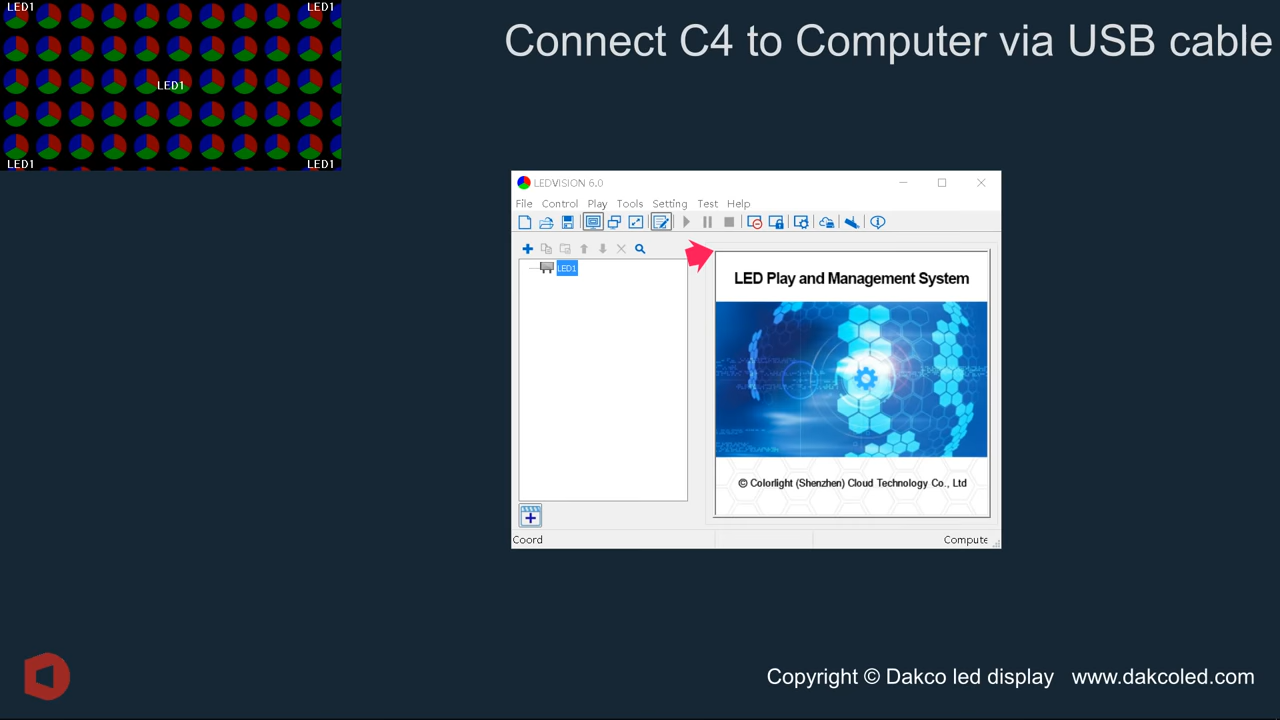 LED1 LED1
Connect C4 to Computer via USB cable
LED1
LED1 LED1
LEDVISION 6.0
File Control Play Tools Setting Test Help
LED1
LED Play and Management System
© Colorlight (Shenzhen) Cloud Technology Co., Ltd
Coord
Compute
Copyright © Dakco led display www.dakcoled.com